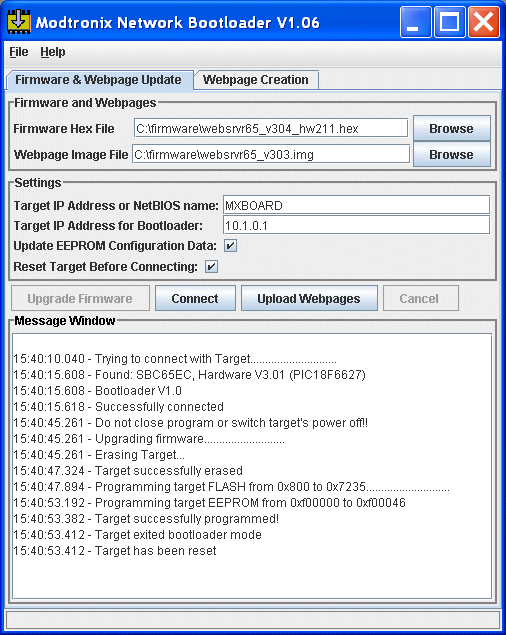 Modtronix Network Bootloader V1.06
File Help
Firmware & Webpage Update Webpage Creation
Firmware and Webpages
Firmware Hex File C:\firmware\websrvr65_v304_hw211.hex Browse
Webpage Image File C:\firmware\websrvr65_v303.img Browse
Settings
Target IP Address or NetBIOS name: MXBOARD
Target IP Address for Bootloader: 10.1.0.1
Update EEPROM Configuration Data:
Reset Target Before Connecting:
Upgrade Firmware Connect Upload Webpages Cancel
Message Window
15:40:10.040 - Trying to connect with Target.............................
15:40:15.608 - Found: SBC65EC, Hardware V3.01 (PIC18F6627)
15:40:15.608 - Bootloader V1.0
15:40:15.618 - Successfully connected
15:40:45.261 - Do not close program or switch target's power off!!
15:40:45.261 - Upgrading firmware...........................
15:40:45.261 - Erasing Target...
15:40:47.324 - Target successfully erased
15:40:47.894 - Programming target FLASH from 0x800 to 0x7235............................
15:40:53.192 - Programming target EEPROM from 0xf00000 to 0xf00046
15:40:53.382 - Target successfully programmed!
15:40:53.412 - Target exited bootloader mode
15:40:53.412 - Target has been reset